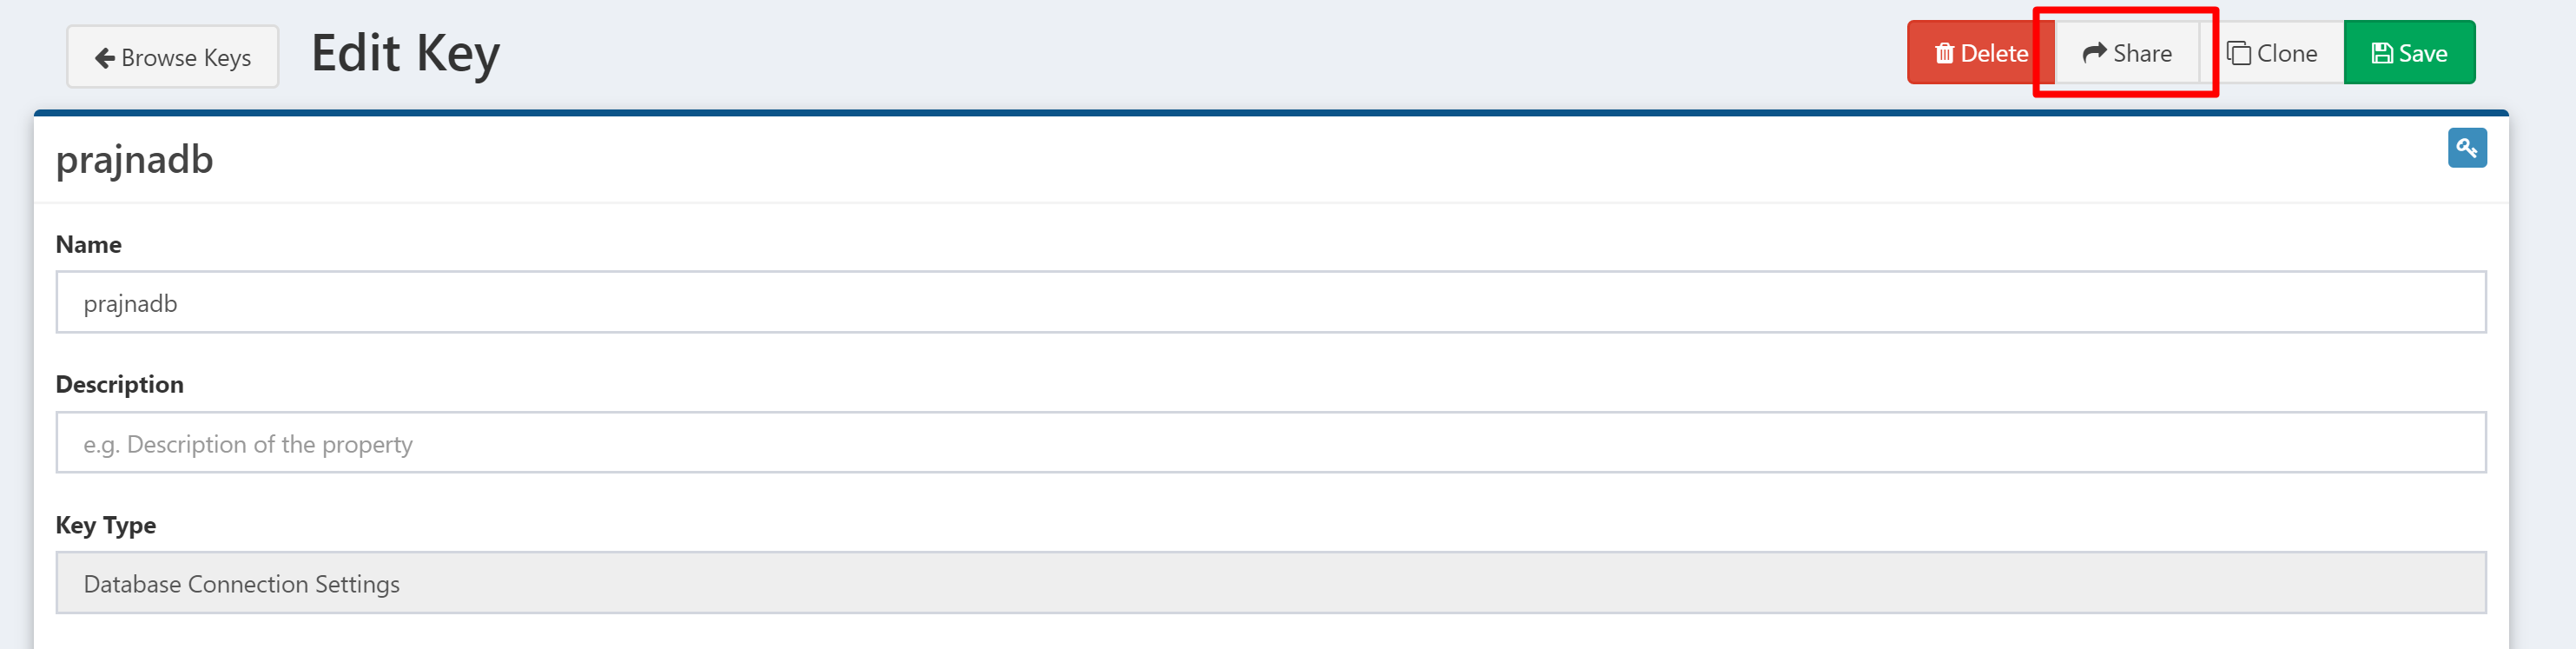 Browse Keys
Edit Key
Delete
Share
Clone
Save
prajnadb
Name
prajnadb
Description
e.g. Description of the property
Key Type
Database Connection Settings